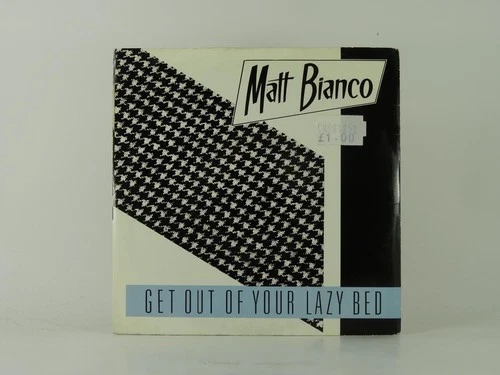 Matt Bianco
£1.00
GET OUT OF YOUR LAZY BED